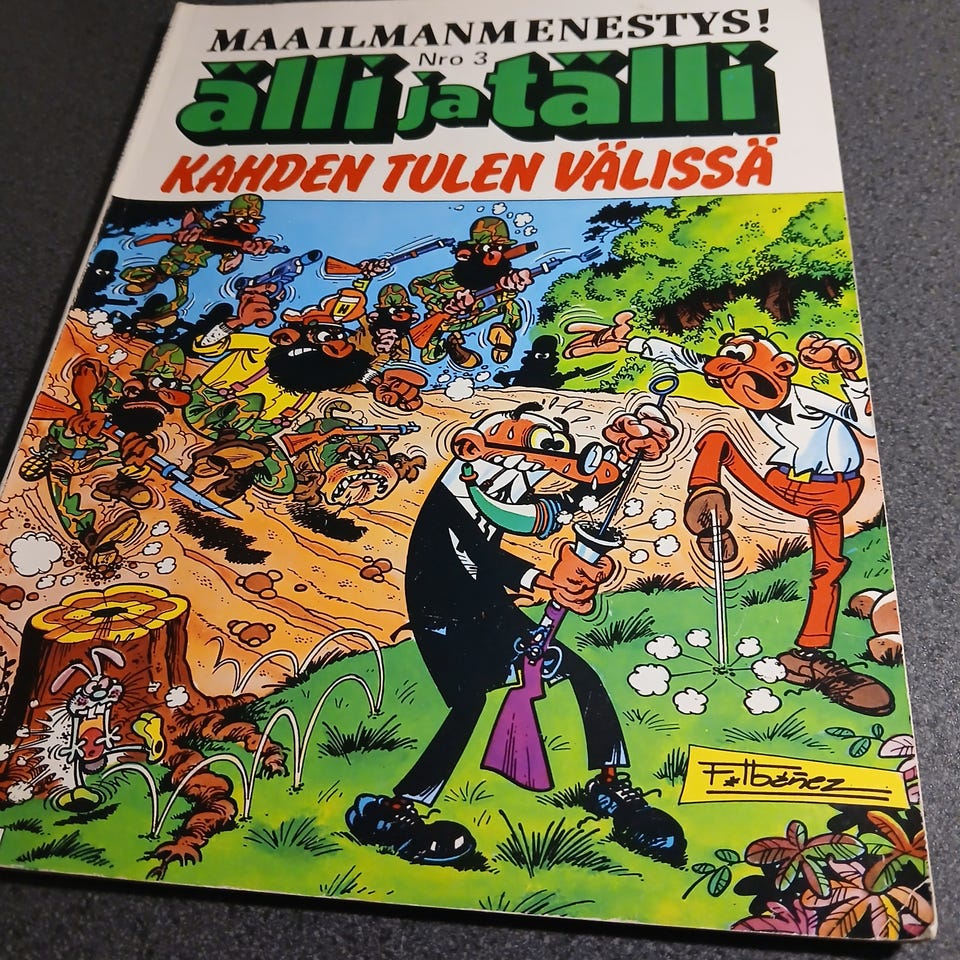 MAAILMANMENESTYS!
Nro 3
älli ja tälli
KAHDEN TULEN VÄLISSÄ
F. Ibáñez